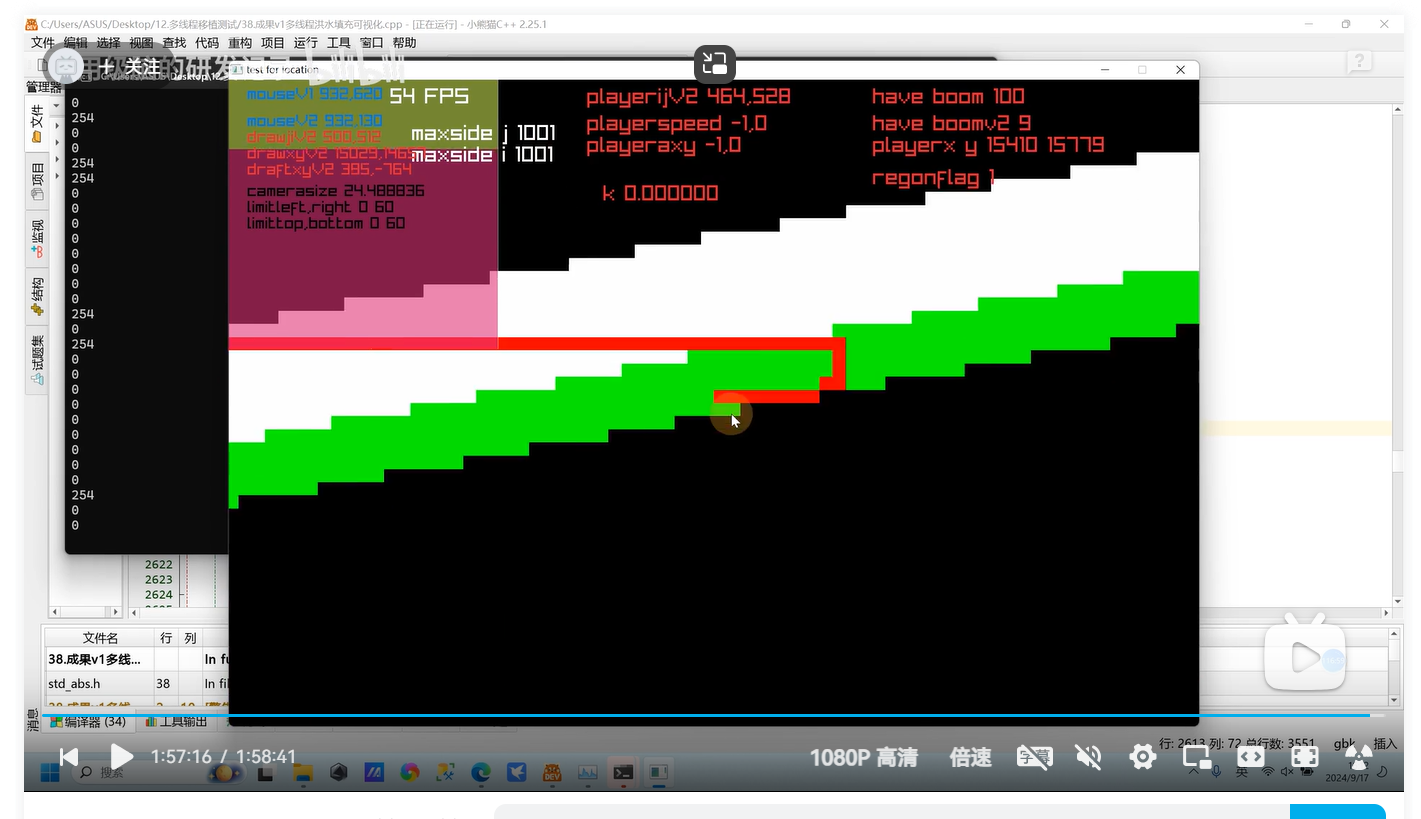 C:/Users/ASUS/Desktop/12.多线程移植测试/38.成果v1多线程洪水填充可视化.cpp - [正在运行] - 小熊猫C++ 2.25.1
文件 编辑 选择 视图 查找 代码 重构 项目 运行 工具 窗口 帮助
+ 关注
的研发
bilibili
管理器
文件
项目
监视
结构
试题集
test for location
0
254
0
0
254
254
0
0
0
0
0
0
0
0
254
0
254
0
0
0
0
0
0
0
0
0
254
0
0
mouseV1 932,620
54 FPS
mouseV2 932,130
drawijV2 500,512
maxside j 1001
maxside i 1001
draftxyV2 395,-764
camerasize 24.488836
limitleft,right 0 60
limittop,bottom 0 60
playerijV2 464,528
playerspeed -1,0
playeraxy -1,0
k 0.000000
have boom 100
have boomv2 9
playerx y 15410 15779
regonflag 1
2622
2623
2624
文件名 行 列
38.成果v1多线... In fu
std_abs.h 38 In fil
消息
编译器 (34) 工具输出
行: 2613 列: 72 总行数: 3551 gbk 插入
1:57:16 / 1:58:41
1080P 高清 倍速 字幕
搜索
英
2024/9/17